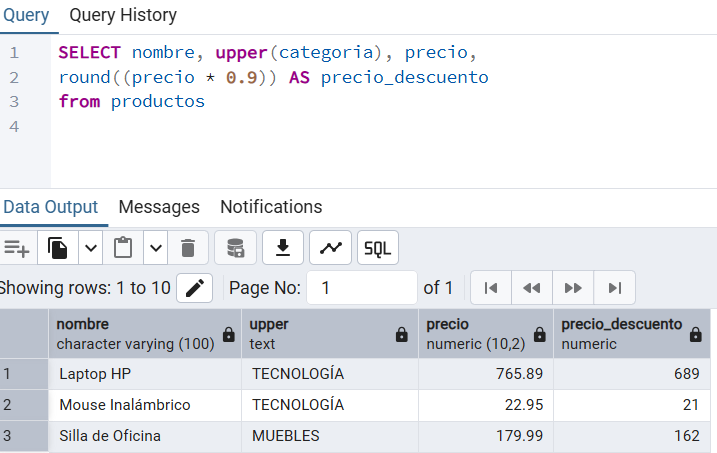 Query Query History
1 SELECT nombre, upper(categoria), precio,
2 round((precio * 0.9)) AS precio_descuento
3 from productos
4
Data Output Messages Notifications
SQL
Showing rows: 1 to 10 Page No: 1 of 1
nombre upper precio precio_descuento
character varying (100) text numeric (10,2) numeric
1 Laptop HP TECNOLOGÍA 765.89 689
2 Mouse Inalámbrico TECNOLOGÍA 22.95 21
3 Silla de Oficina MUEBLES 179.99 162